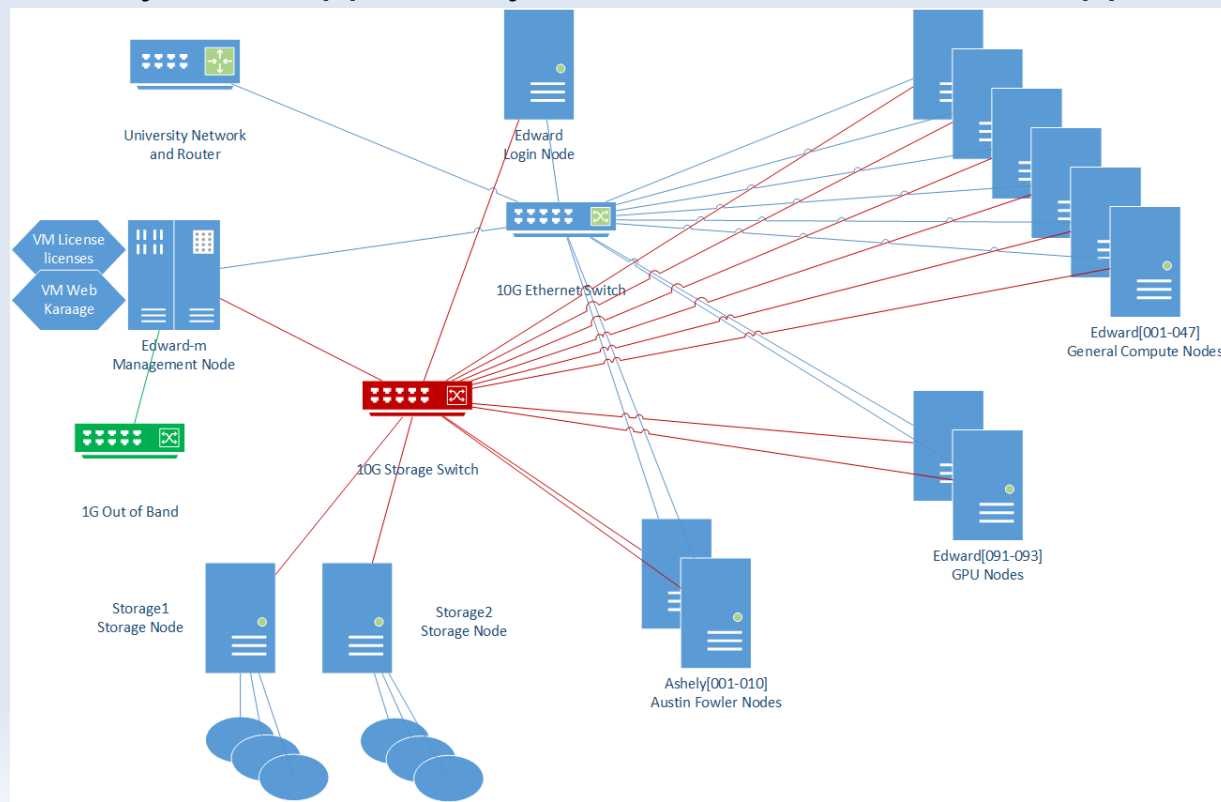 University Network
and Router
Edward
Login Node
VM License
licenses
VM Web
Karaage
10G Ethernet Switch
Edward-m
Management Node
Edward[001-047]
General Compute Nodes
10G Storage Switch
1G Out of Band
Edward[091-093]
GPU Nodes
Storage1
Storage Node
Storage2
Storage Node
Ashely[001-010]
Austin Fowler Nodes